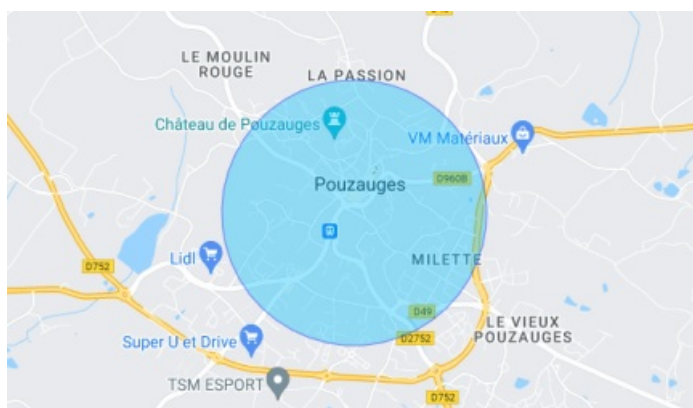 LE MOULIN
ROUGE
LA PASSION
Château de Pouzauges
VM Matériaux
Pouzauges
D960B
MILETTE
Lidl
D752
D49
LE VIEUX
POUZAUGES
D2752
Super U et Drive
TSM ESPORT
D752